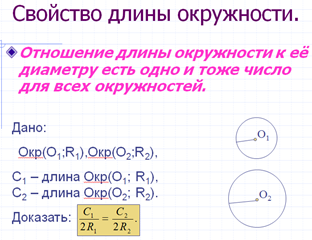 Свойство длины окружности.
Отношение длины окружности к её
диаметру есть одно и тоже число
для всех окружностей.
Дано:
Окр(O₁;R₁),Окр(O₂;R₂),
C₁ – длина Окр(O₁; R₁),
C₂ – длина Окр(O₂; R₂).
Доказать: C₁/2R₁ = C₂/2R₂.
O₁
O₂